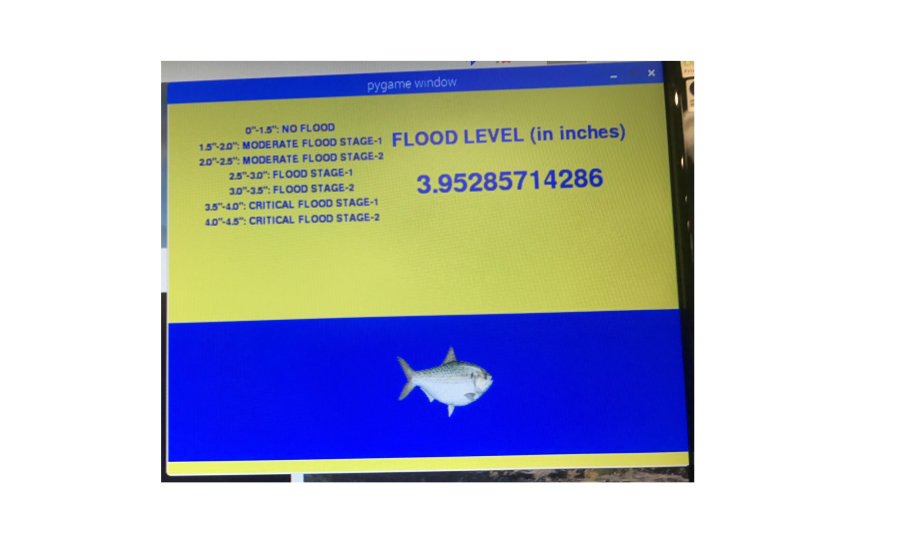 pygame window
0"-1.5": NO FLOOD
1.5"-2.0": MODERATE FLOOD STAGE-1
2.0"-2.5": MODERATE FLOOD STAGE-2
2.5"-3.0": FLOOD STAGE-1
3.0"-3.5": FLOOD STAGE-2
3.5"-4.0": CRITICAL FLOOD STAGE-1
4.0"-4.5": CRITICAL FLOOD STAGE-2
FLOOD LEVEL (in inches)
3.95285714286